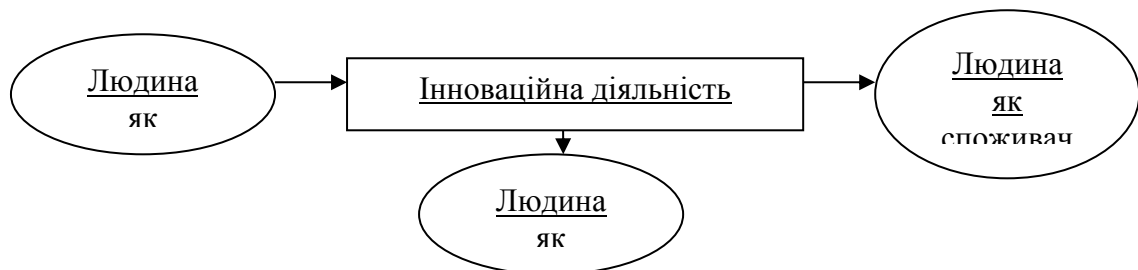 Людина
як
Інноваційна діяльність
Людина
як
споживач
Людина
як